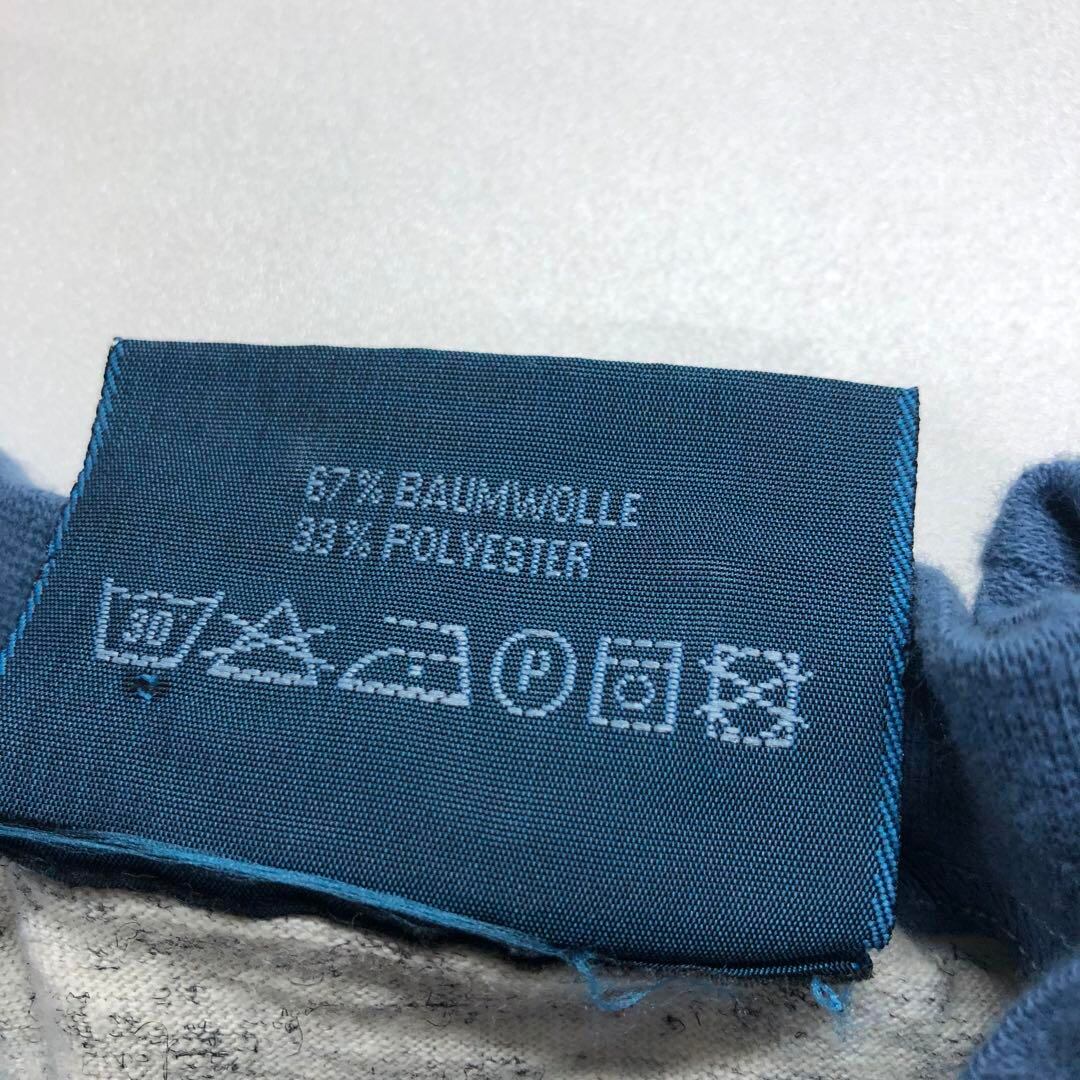 67% BAUMWOLLE
33% POLYESTER
30 P